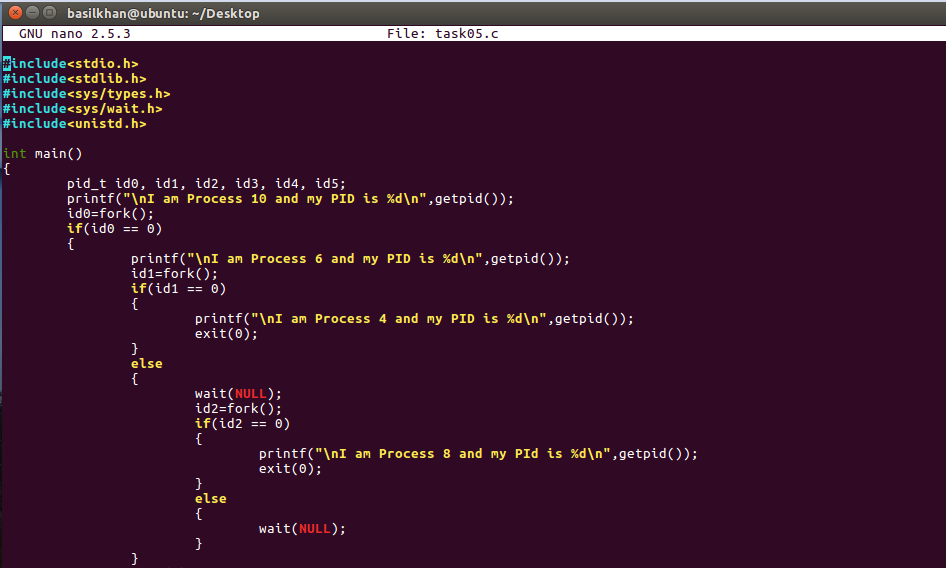 basilkhan@ubuntu: ~/Desktop
GNU nano 2.5.3 File: task05.c
#include<stdio.h>
#include<stdlib.h>
#include<sys/types.h>
#include<sys/wait.h>
#include<unistd.h>
int main()
{
pid_t id0, id1, id2, id3, id4, id5;
printf("\nI am Process 10 and my PID is %d\n",getpid());
id0=fork();
if(id0 == 0)
{
printf("\nI am Process 6 and my PID is %d\n",getpid());
id1=fork();
if(id1 == 0)
{
printf("\nI am Process 4 and my PID is %d\n",getpid());
exit(0);
}
else
{
wait(NULL);
id2=fork();
if(id2 == 0)
{
printf("\nI am Process 8 and my PId is %d\n",getpid());
exit(0);
}
else
{
wait(NULL);
}
}